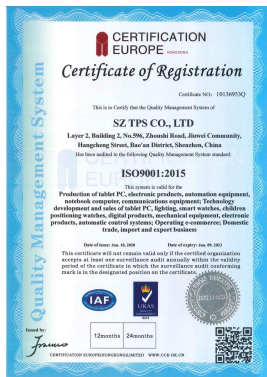 CERTIFICATION
EUROPE HONGKONG
Certificate of Registration
Certificate NO: 10136953Q
This is to Certify that the Quality Management System of
SZ TPS CO., LTD
Layer 2, Building 2, No.596, Zhoushi Road, Jiuwei Community,
Hangcheng Street, Bao'an District, Shenzhen, China
Has been audited to the following Quality Management System standard:
ISO9001:2015
This system is valid for the
Production of tablet PC, electronic products, automation equipment,
notebook computer, communications equipment; Technology
development and sales of tablet PC, lighting, smart watches, children
positioning watches, digital products, mechanical equipment, electronic
products, automatic control systems; Operating e-commerce; Domestic
trade, import and export business
Date of issue: Jun. 10, 2020 Date of expiry: Jun. 09, 2023
This certificate will not remain valid only if the certified organisation
accepts at least one surveillance audit annually within the validity
period of the certificate in which the surveillance audit conforming
mark is in the designated position on the certificate.
IAF
UKAS
12months 24months
Issued by:
CERTIFICATION EUROPE(HONGKONG)LIMITED WWW.CCE-HK.CN
Quality Management System